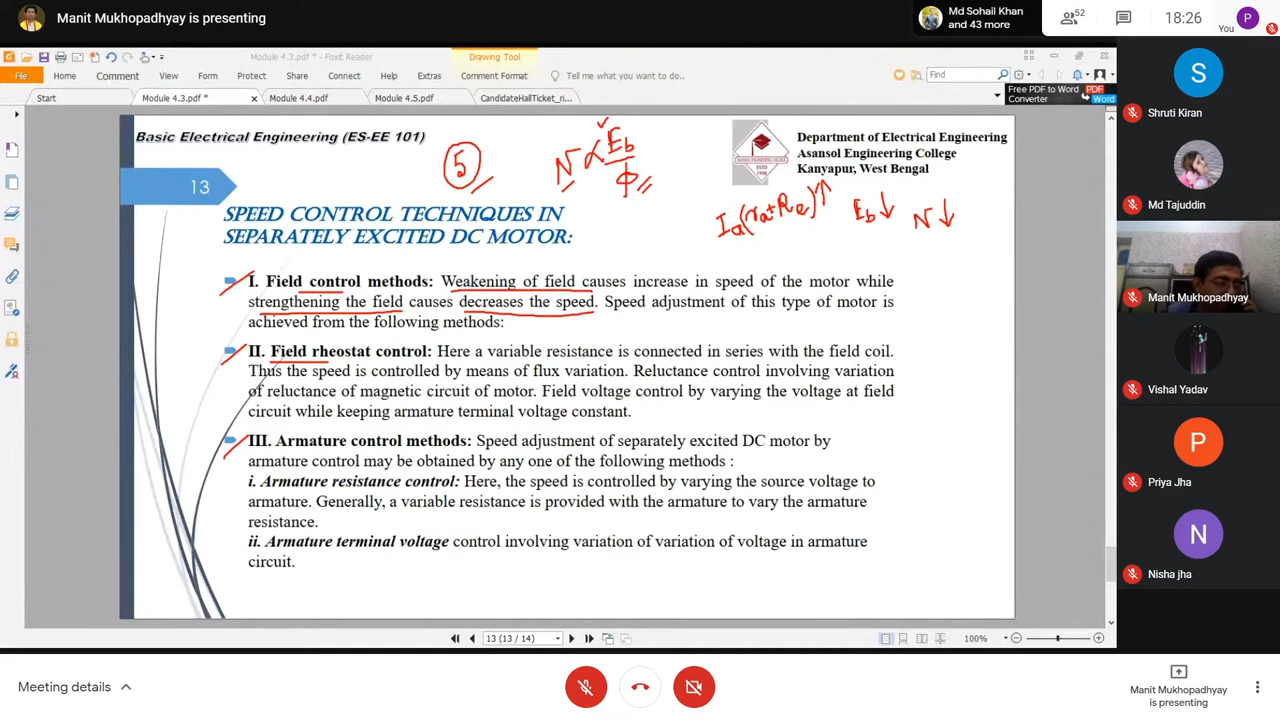 Manit Mukhopadhyay is presenting
Md Sohail Khan
and 43 more
52
18:26
P
You
Module 4.3.pdf * - Foxit Reader
Drawing Tool
File
Home
Comment
View
Form
Protect
Share
Connect
Help
Extras
Comment Format
Tell me what you want to do..
Find
Start
Module 4.3.pdf *
Module 4.4.pdf
Module 4.5.pdf
CandidateHallTicket_ri...
Free PDF to Word
Converter
PDF
Word
Basic Electrical Engineering (ES-EE 101)
5
N ∝ Eb/ϕ
Department of Electrical Engineering
Asansol Engineering College
Kanyapur, West Bengal
13
Ia(ra+Re)↑ Eb↓ N↓
SPEED CONTROL TECHNIQUES IN
SEPARATELY EXCITED DC MOTOR:
I. Field control methods: Weakening of field causes increase in speed of the motor while
strengthening the field causes decreases the speed. Speed adjustment of this type of motor is
achieved from the following methods:
II. Field rheostat control: Here a variable resistance is connected in series with the field coil.
Thus the speed is controlled by means of flux variation. Reluctance control involving variation
of reluctance of magnetic circuit of motor. Field voltage control by varying the voltage at field
circuit while keeping armature terminal voltage constant.
III. Armature control methods: Speed adjustment of separately excited DC motor by
armature control may be obtained by any one of the following methods :
i. Armature resistance control: Here, the speed is controlled by varying the source voltage to
armature. Generally, a variable resistance is provided with the armature to vary the armature
resistance.
ii. Armature terminal voltage control involving variation of variation of voltage in armature
circuit.
13 (13 / 14)
100%
S
Shruti Kiran
Md Tajuddin
Manit Mukhopadhyay
Vishal Yadav
P
Priya Jha
N
Nisha jha
Meeting details
Manit Mukhopadhyay
is presenting